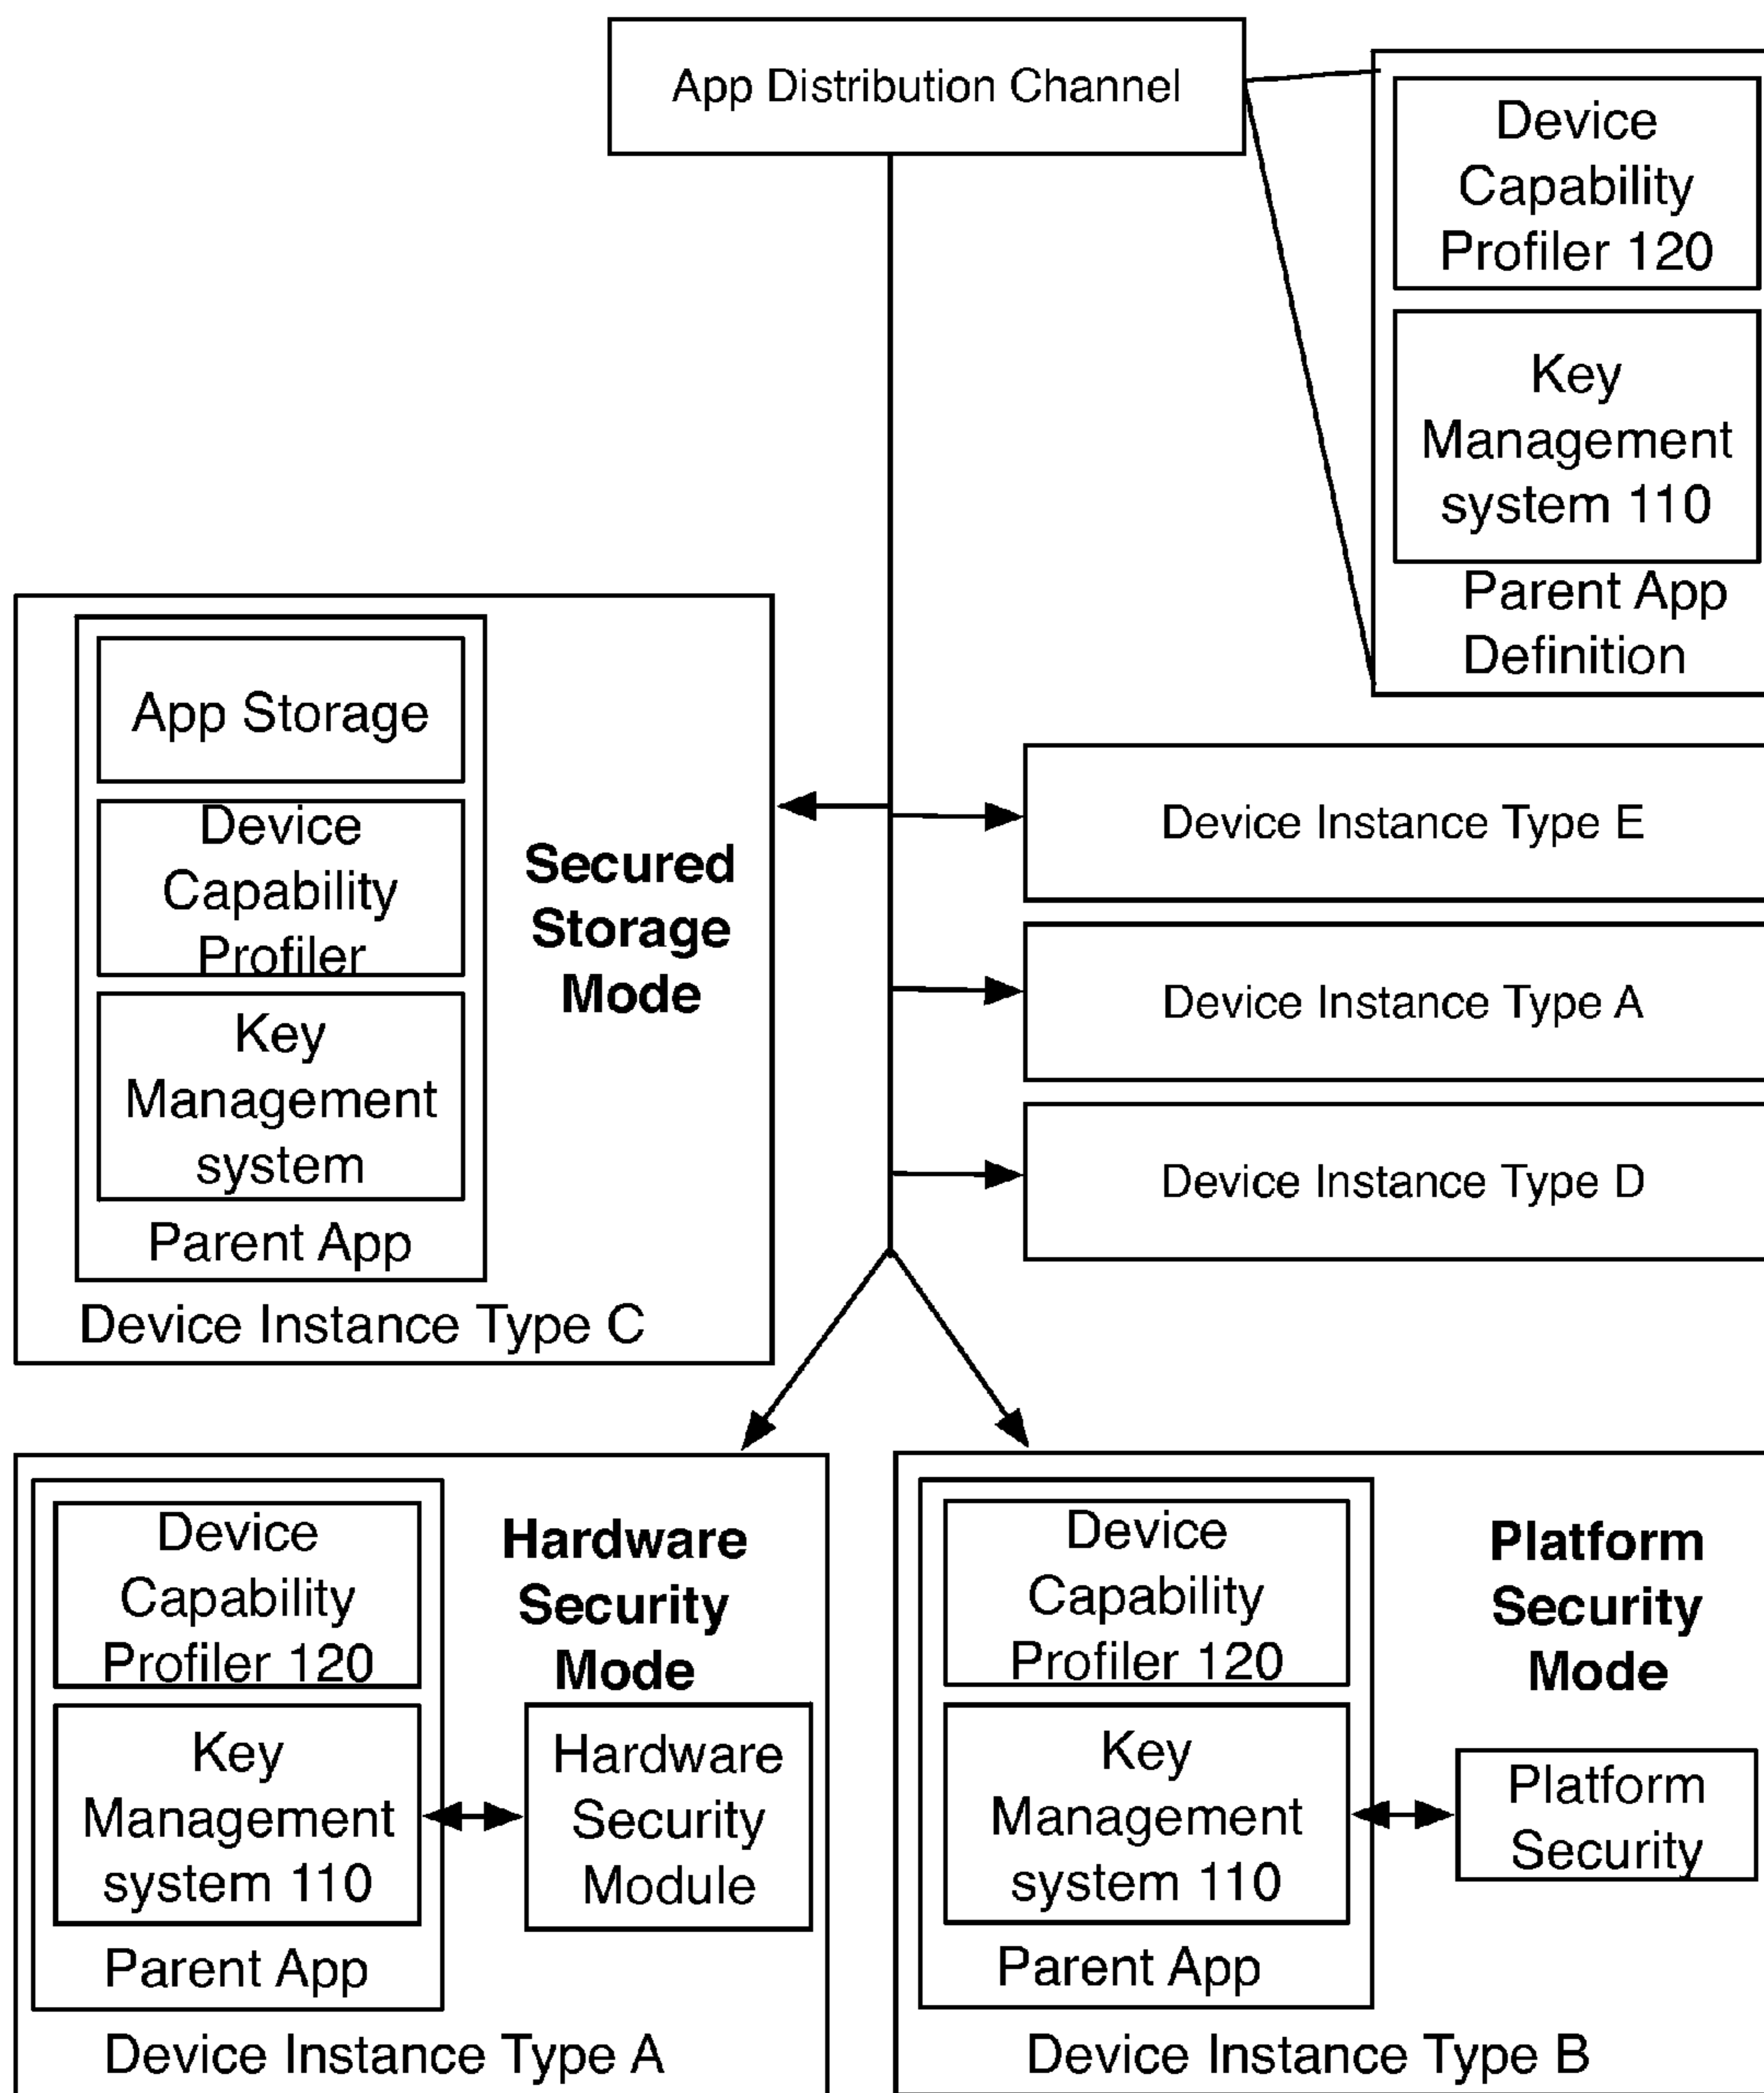 App Distribution Channel
Device
Capability
Profiler 120
Key
Management
system 110
Parent App
Definition
App Storage
Device
Capability
Profiler
Key
Management
system
Parent App
Secured
Storage
Mode
Device Instance Type C
Device Instance Type E
Device Instance Type A
Device Instance Type D
Device
Capability
Profiler 120
Key
Management
system 110
Parent App
Hardware
Security
Mode
Hardware
Security
Module
Device Instance Type A
Device
Capability
Profiler 120
Key
Management
system 110
Parent App
Platform
Security
Mode
Platform
Security
Device Instance Type B